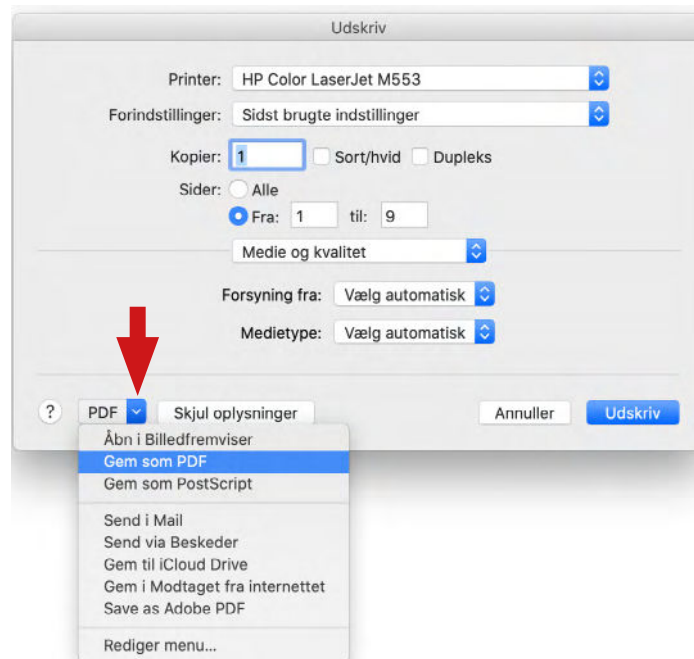 Udskriv
Printer: HP Color LaserJet M553
Forindstillinger: Sidst brugte indstillinger
Kopier: 1 Sort/hvid Dupleks
Sider: Alle
Fra: 1 til: 9
Medie og kvalitet
Forsyning fra: Vælg automatisk
Medietype: Vælg automatisk
? PDF Skjul oplysninger Annuller Udskriv
Åbn i Billedfremviser
Gem som PDF
Gem som PostScript
Send i Mail
Send via Beskeder
Gem til iCloud Drive
Gem i Modtaget fra internettet
Save as Adobe PDF
Rediger menu...